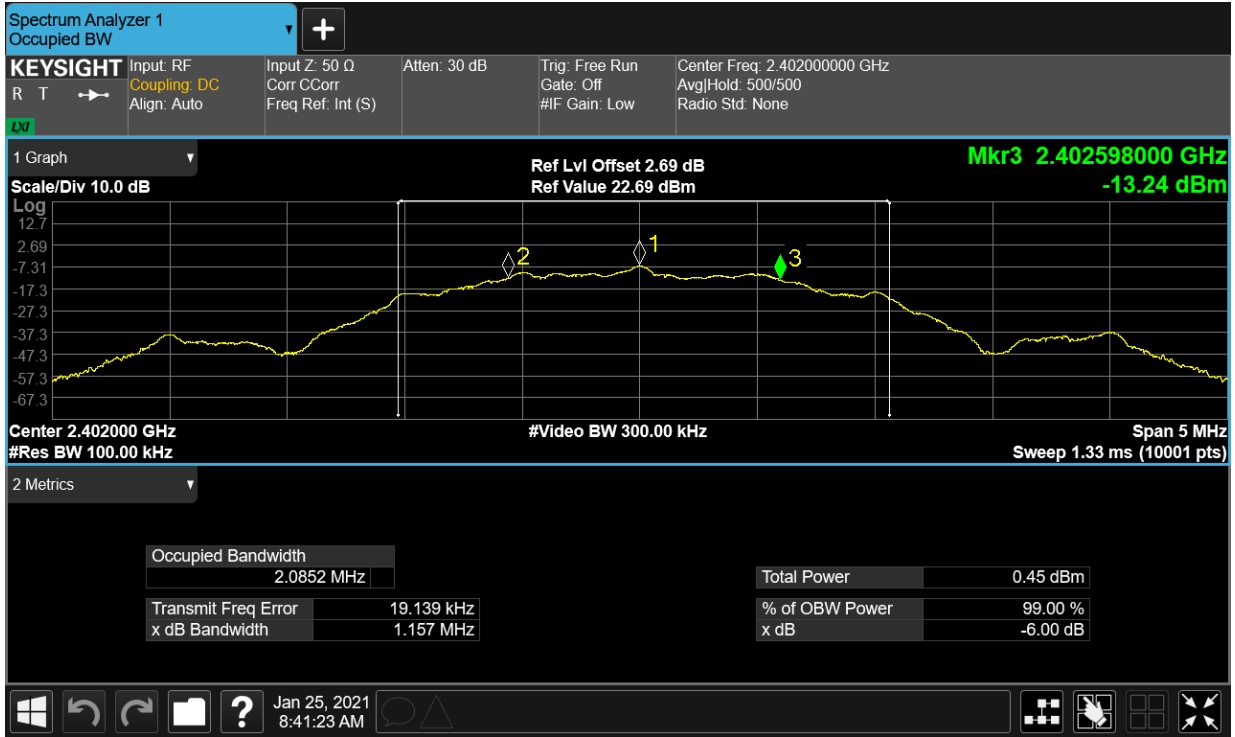 Spectrum Analyzer 1
Occupied BW
KEYSIGHT
R T
LXI
Input: RF
Coupling: DC
Align: Auto
Input Z: 50 Ω
Corr CCorr
Freq Ref: Int (S)
Atten: 30 dB
Trig: Free Run
Gate: Off
#IF Gain: Low
Center Freq: 2.402000000 GHz
Avg|Hold: 500/500
Radio Std: None
1 Graph
Scale/Div 10.0 dB
Ref Lvl Offset 2.69 dB
Ref Value 22.69 dBm
Mkr3 2.402598000 GHz
-13.24 dBm
Log
12.7
2.69
-7.31
-17.3
-27.3
-37.3
-47.3
-57.3
-67.3
2
1
3
Center 2.402000 GHz
#Res BW 100.00 kHz
#Video BW 300.00 kHz
Span 5 MHz
Sweep 1.33 ms (10001 pts)
2 Metrics
Occupied Bandwidth
2.0852 MHz
Transmit Freq Error 19.139 kHz
x dB Bandwidth 1.157 MHz
Total Power 0.45 dBm
% of OBW Power 99.00 %
x dB -6.00 dB
?
Jan 25, 2021
8:41:23 AM